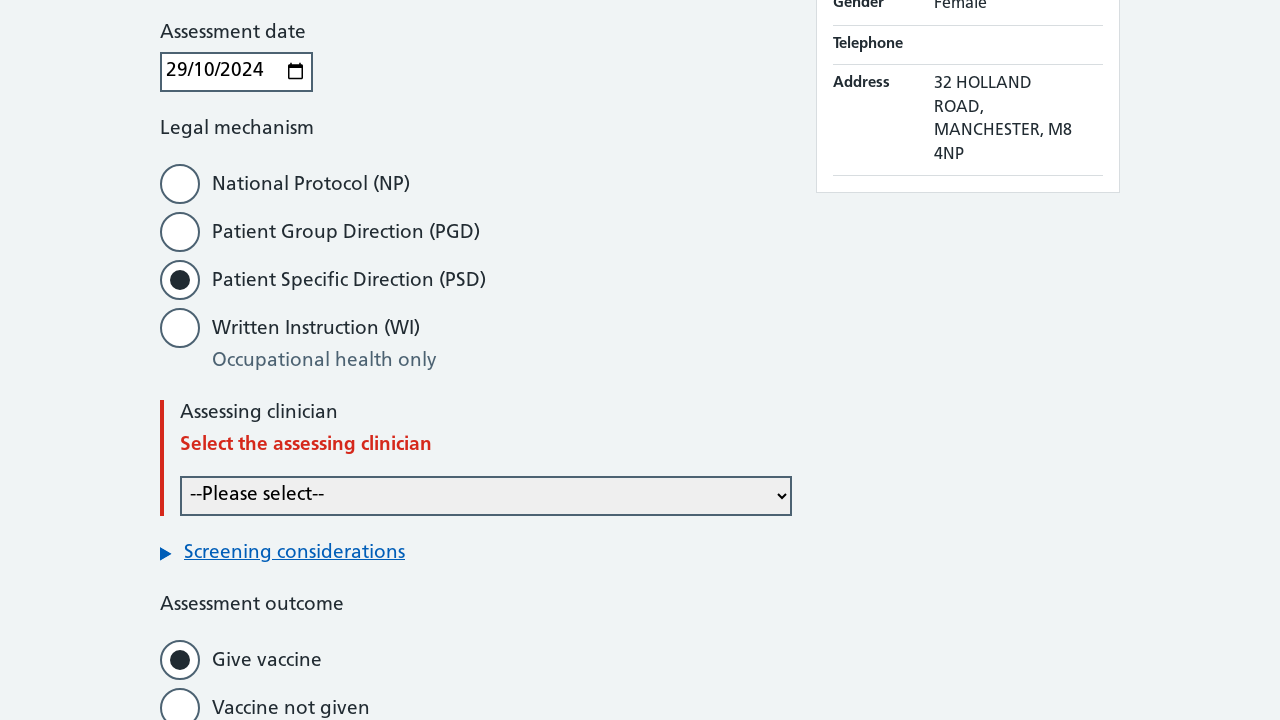 Assessment date
29/10/2024
Legal mechanism
National Protocol (NP)
Patient Group Direction (PGD)
Patient Specific Direction (PSD)
Written Instruction (WI)
Occupational health only
Assessing clinician
Select the assessing clinician
--Please select--
Screening considerations
Assessment outcome
Give vaccine
Vaccine not given
Gender Female
Telephone
Address 32 HOLLAND
ROAD,
MANCHESTER, M8
4NP